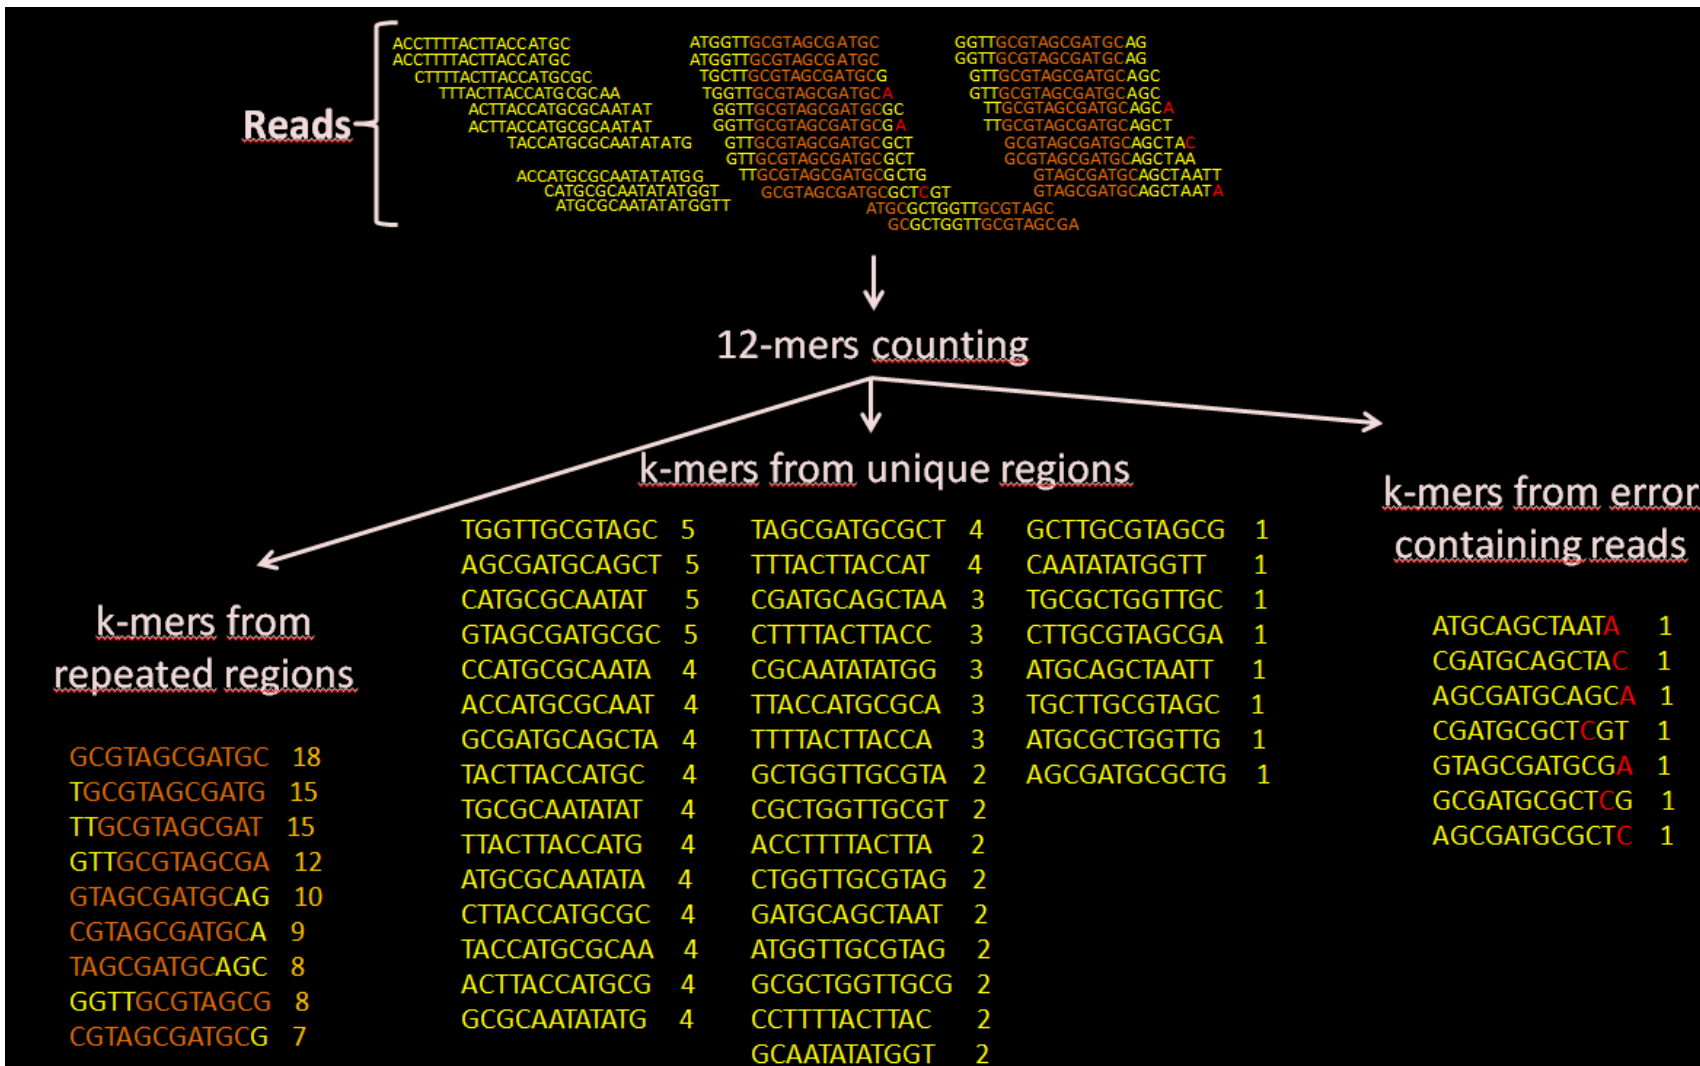 Reads
ACCTTTTACTTACCATGC
ACCTTTTACTTACCATGC
CTTTTACTTACCATGCGC
TTTACTTACCATGCGCAA
ACTTACCATGCGCAATAT
ACTTACCATGCGCAATAT
TACCATGCGCAATATATG
ACCATGCGCAATATATGG
CATGCGCAATATATGGT
ATGCGCAATATATGGTT
ATGGTTGCGTAGCGATGC
ATGGTTGCGTAGCGATGC
TGCTTGCGTAGCGATGCG
TGGTTGCGTAGCGATGCA
GGTTGCGTAGCGATGCGC
GGTTGCGTAGCGATGCGA
GTTGCGTAGCGATGCGCT
GTTGCGTAGCGATGCGCT
TTGCGTAGCGATGCGCTG
GCGTAGCGATGCGCTCGT
ATGCGCTGGTTGCGTAGC
GCGCTGGTTGCGTAGCGA
GGTTGCGTAGCGATGCAG
GGTTGCGTAGCGATGCAG
GTTGCGTAGCGATGCAGC
GTTGCGTAGCGATGCAGC
TTGCGTAGCGATGCAGCA
TTGCGTAGCGATGCAGCT
GCGTAGCGATGCAGCTAC
GCGTAGCGATGCAGCTAA
GTAGCGATGCAGCTAATT
GTAGCGATGCAGCTAATA
12-mers counting
k-mers from
repeated regions
GCGTAGCGATGC 18
TGCGTAGCGATG 15
TTGCGTAGCGAT 15
GTTGCGTAGCGA 12
GTAGCGATGCAG 10
CGTAGCGATGCA 9
TAGCGATGCAGC 8
GGTTGCGTAGCG 8
CGTAGCGATGCG 7
k-mers from unique regions
TGGTTGCGTAGC 5
AGCGATGCAGCT 5
CATGCGCAATAT 5
GTAGCGATGCGC 5
CCATGCGCAATA 4
ACCATGCGCAAT 4
GCGATGCAGCTA 4
TACTTACCATGC 4
TGCGCAATATAT 4
TTACTTACCATG 4
ATGCGCAATATA 4
CTTACCATGCGC 4
TACCATGCGCAA 4
ACTTACCATGCG 4
GCGCAATATATG 4
TAGCGATGCGCT 4
TTTACTTACCAT 4
CGATGCAGCTAA 3
CTTTTACTTACC 3
CGCAATATATGG 3
TTACCATGCGCA 3
TTTTACTTACCA 3
GCTGGTTGCGTA 2
CGCTGGTTGCGT 2
ACCTTTTACTTA 2
CTGGTTGCGTAG 2
GATGCAGCTAAT 2
ATGGTTGCGTAG 2
GCGCTGGTTGCG 2
CCTTTTACTTAC 2
GCAATATATGGT 2
GCTTGCGTAGCG 1
CAATATATGGTT 1
TGCGCTGGTTGC 1
CTTGCGTAGCGA 1
ATGCAGCTAATT 1
TGCTTGCGTAGC 1
ATGCGCTGGTTG 1
AGCGATGCGCTG 1
k-mers from error
containing reads
ATGCAGCTAATA 1
CGATGCAGCTAC 1
AGCGATGCAGCA 1
CGATGCGCTCGT 1
GTAGCGATGCGA 1
GCGATGCGCTCG 1
AGCGATGCGCTC 1